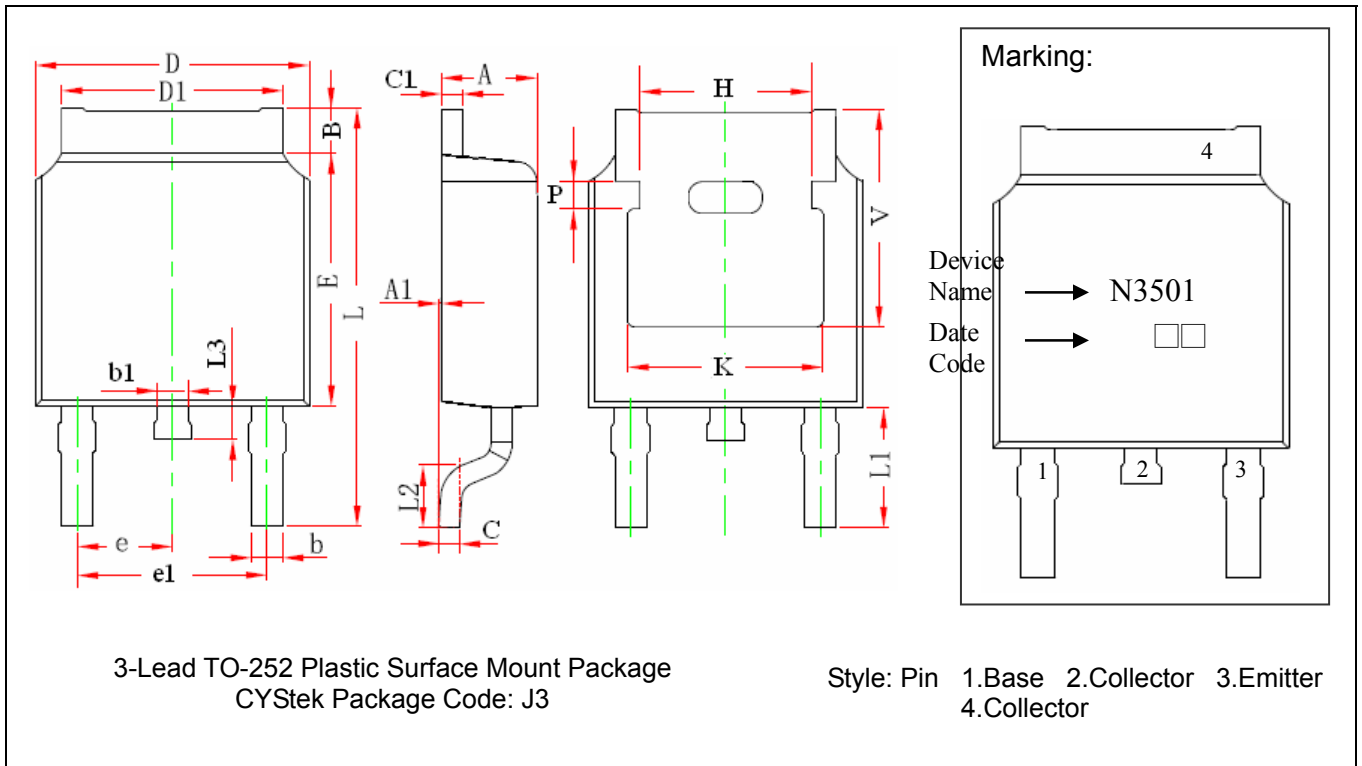 D
D1
B
E
L
L3
b1
e
e1
b
C1
A
A1
L2
C
H
P
V
K
L1
Marking:
4
Device
Name
N3501
Date
Code
□□
1
2
3
3-Lead TO-252 Plastic Surface Mount Package
CYStek Package Code: J3
Style: Pin 1.Base 2.Collector 3.Emitter
4.Collector